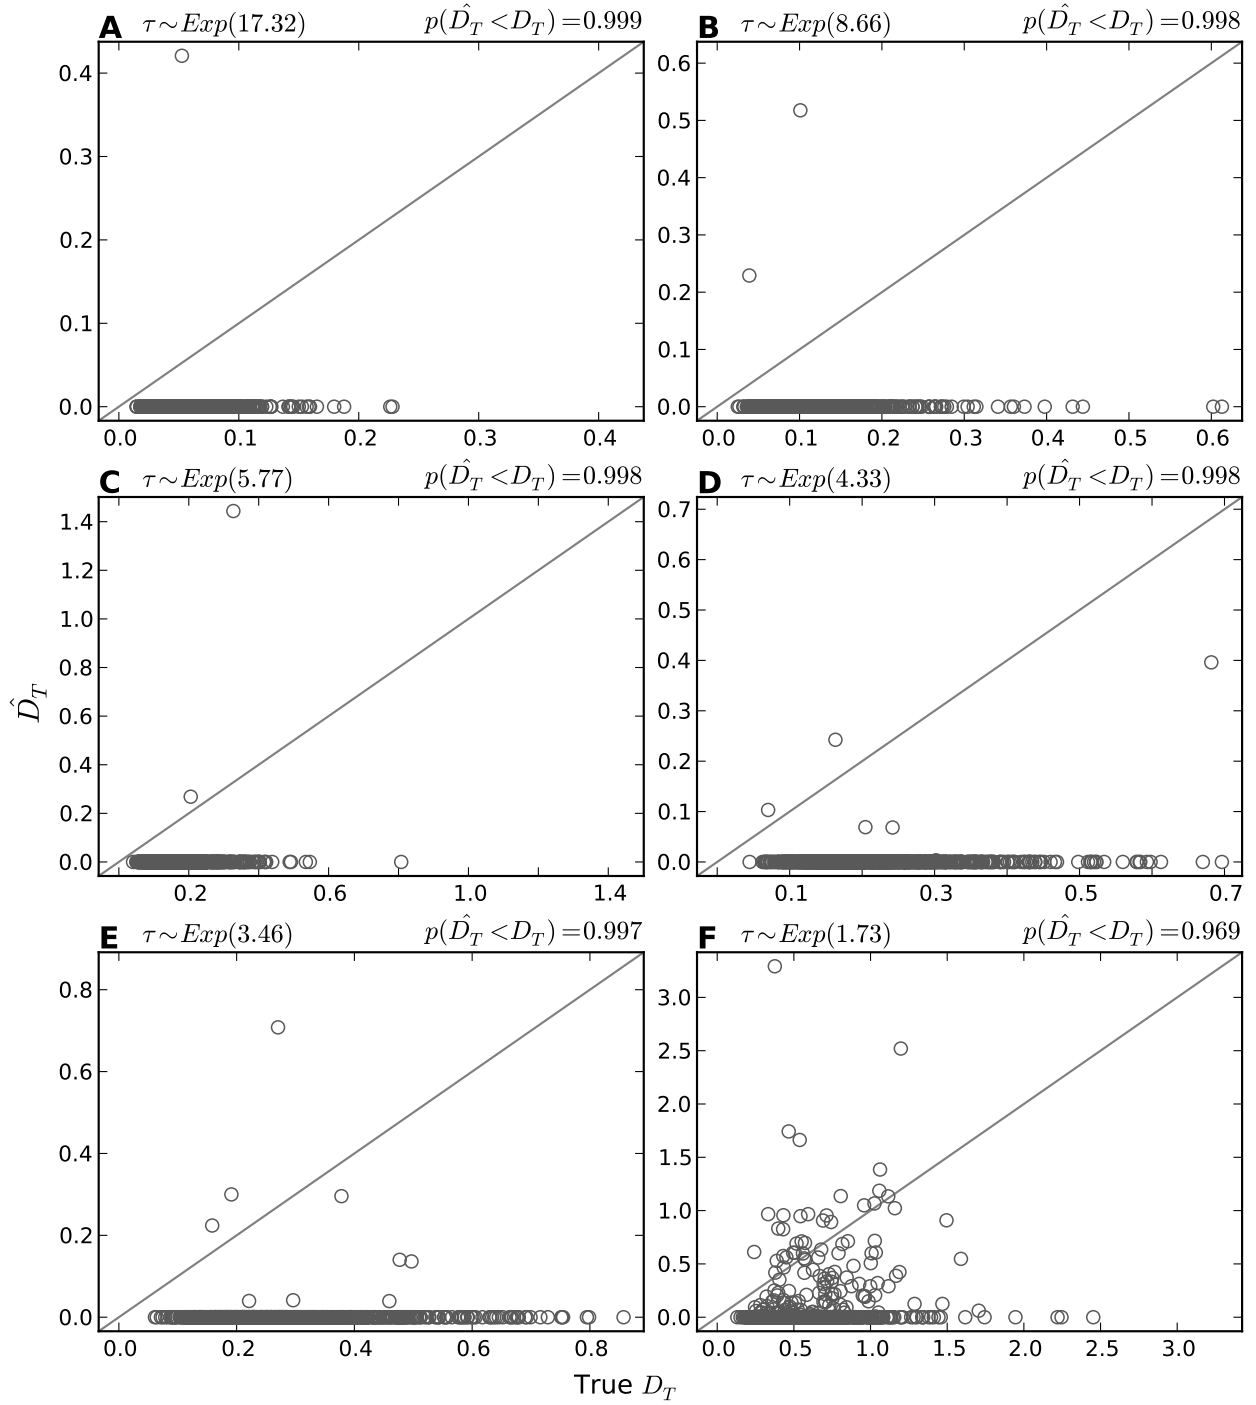 A τ∼Exp(17.32) p(D̂_T<D_T)=0.999
B τ∼Exp(8.66) p(D̂_T<D_T)=0.998
0.4
0.3
0.2
0.1
0.0
0.0 0.1 0.2 0.3 0.4
0.6
0.5
0.4
0.3
0.2
0.1
0.0
0.0 0.1 0.2 0.3 0.4 0.5 0.6
C τ∼Exp(5.77) p(D̂_T<D_T)=0.998
D τ∼Exp(4.33) p(D̂_T<D_T)=0.998
1.4
1.2
1.0
0.8
0.6
0.4
0.2
0.0
0.2 0.6 1.0 1.4
0.7
0.6
0.5
0.4
0.3
0.2
0.1
0.0
0.1 0.3 0.5 0.7
D̂_T
E τ∼Exp(3.46) p(D̂_T<D_T)=0.997
F τ∼Exp(1.73) p(D̂_T<D_T)=0.969
0.8
0.6
0.4
0.2
0.0
0.0 0.2 0.4 0.6 0.8
3.0
2.5
2.0
1.5
1.0
0.5
0.0
0.0 0.5 1.0 1.5 2.0 2.5 3.0
True D_T